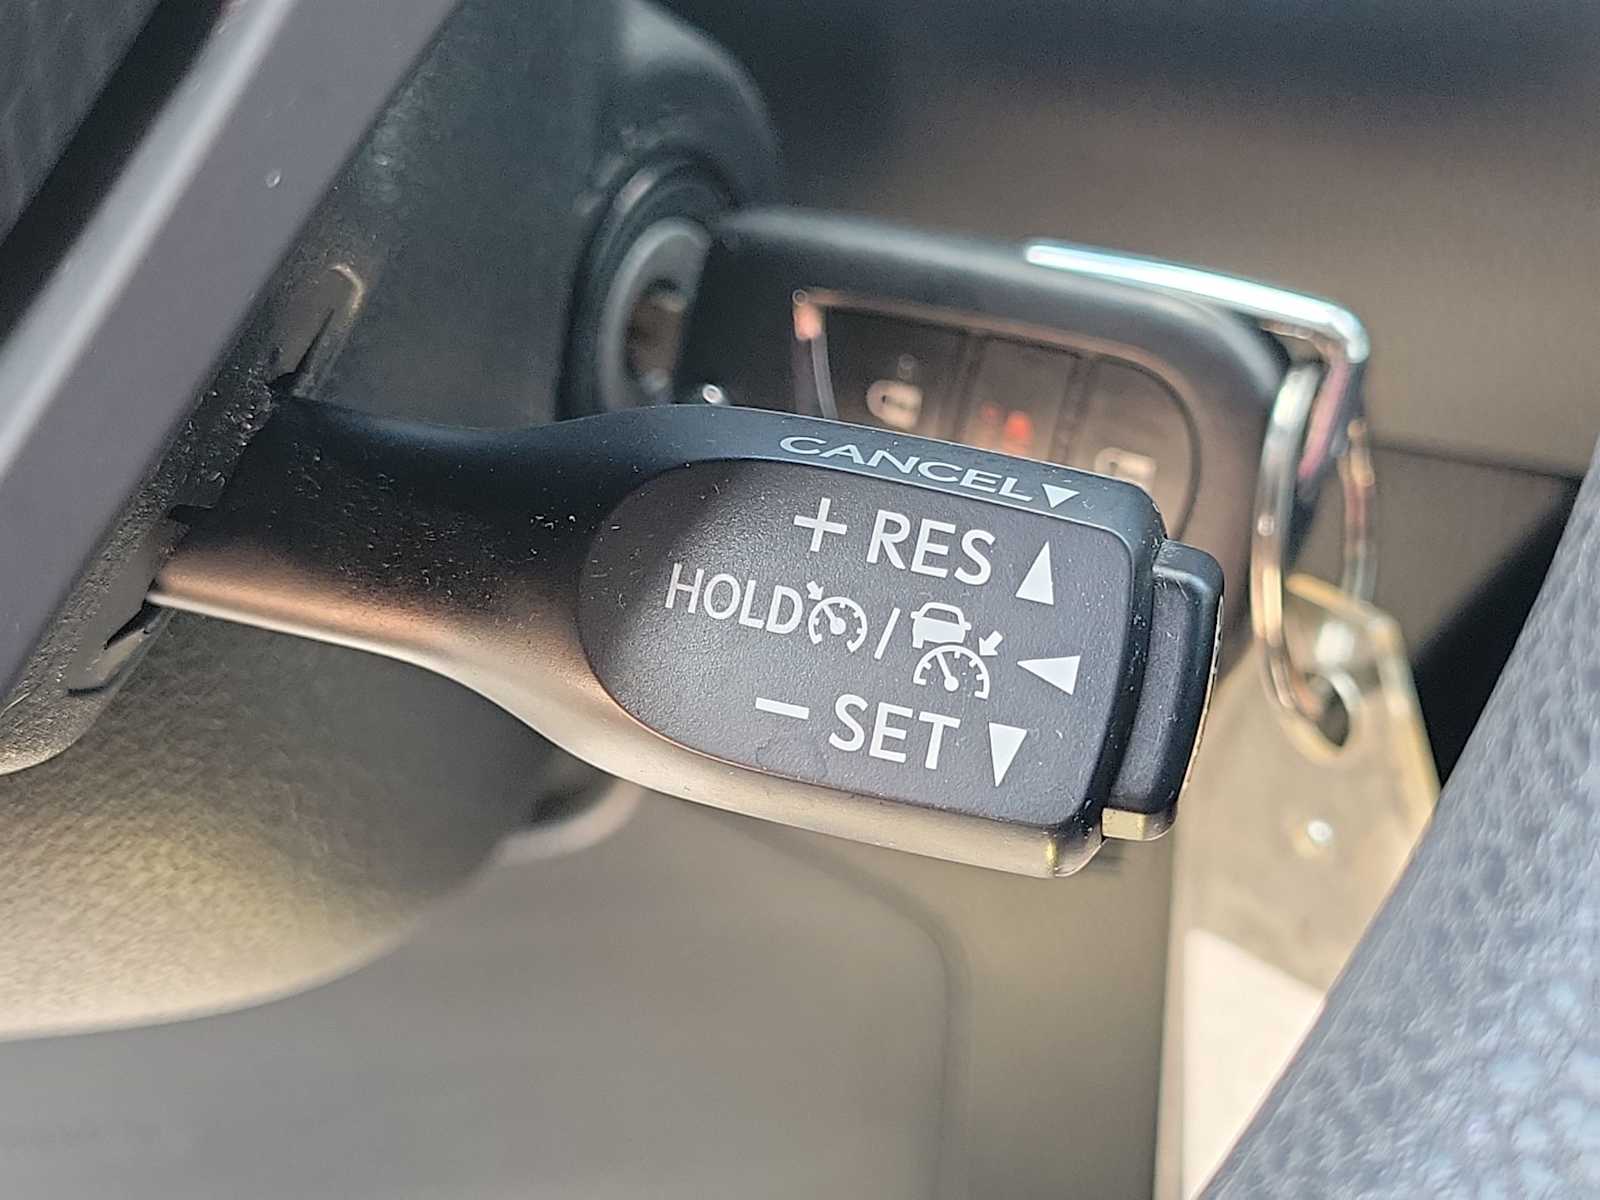 CANCEL
+ RES
HOLD /
- SET